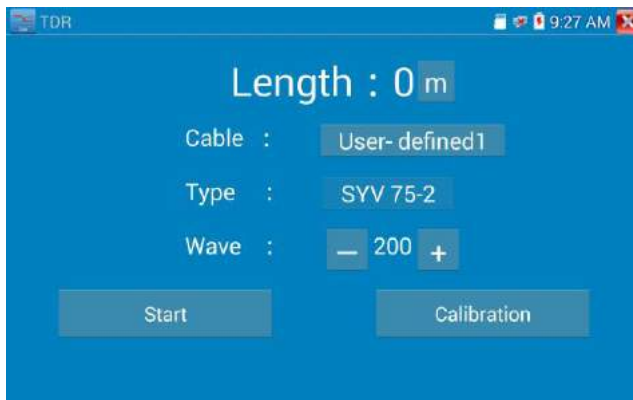 TDR 9:27 AM
Length : 0 m
Cable : User- defined1
Type : SYV 75-2
Wave : — 200 +
Start Calibration